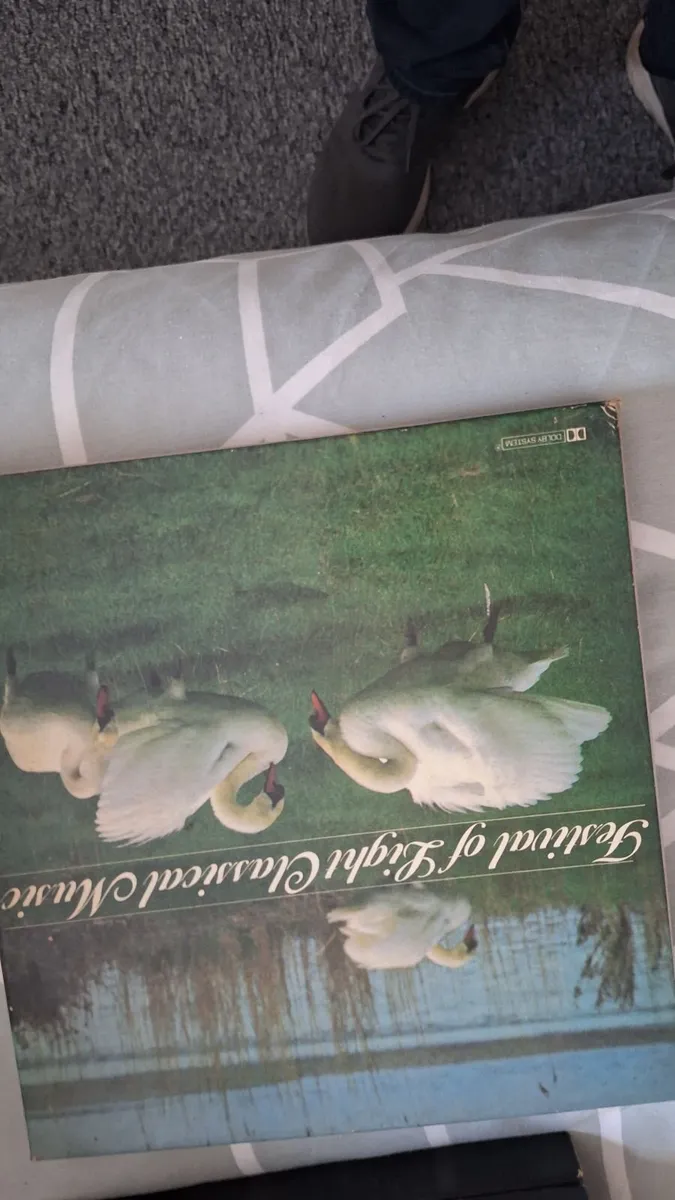 Festival of Light Classical Music
DOLBY SYSTEM